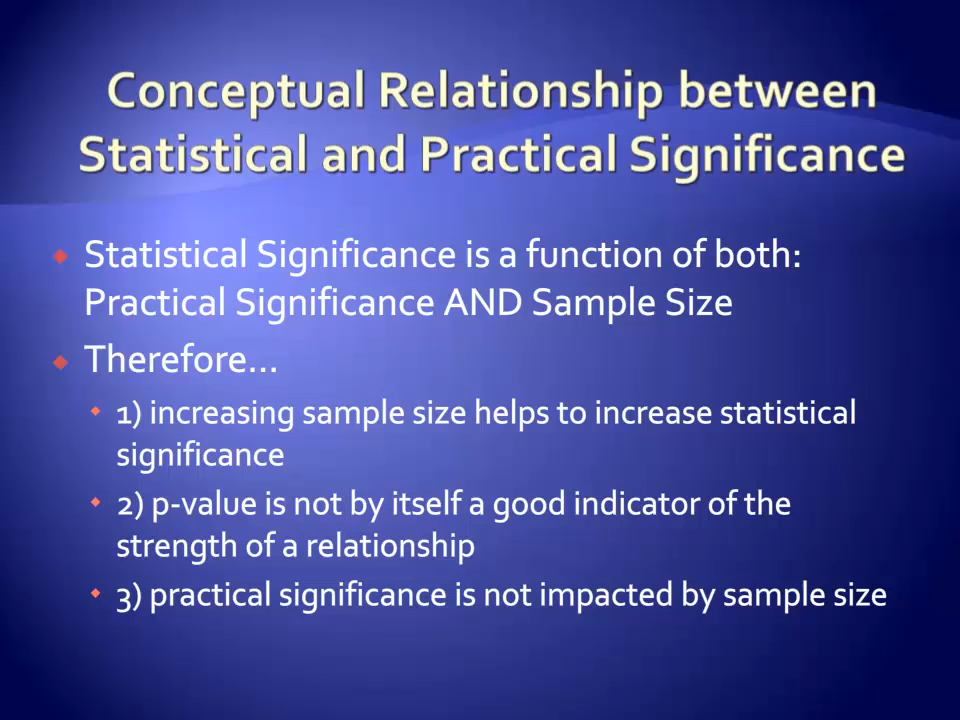 Conceptual Relationship between
Statistical and Practical Significance
Statistical Significance is a function of both:
Practical Significance AND Sample Size
Therefore…
1) increasing sample size helps to increase statistical
significance
2) p-value is not by itself a good indicator of the
strength of a relationship
3) practical significance is not impacted by sample size